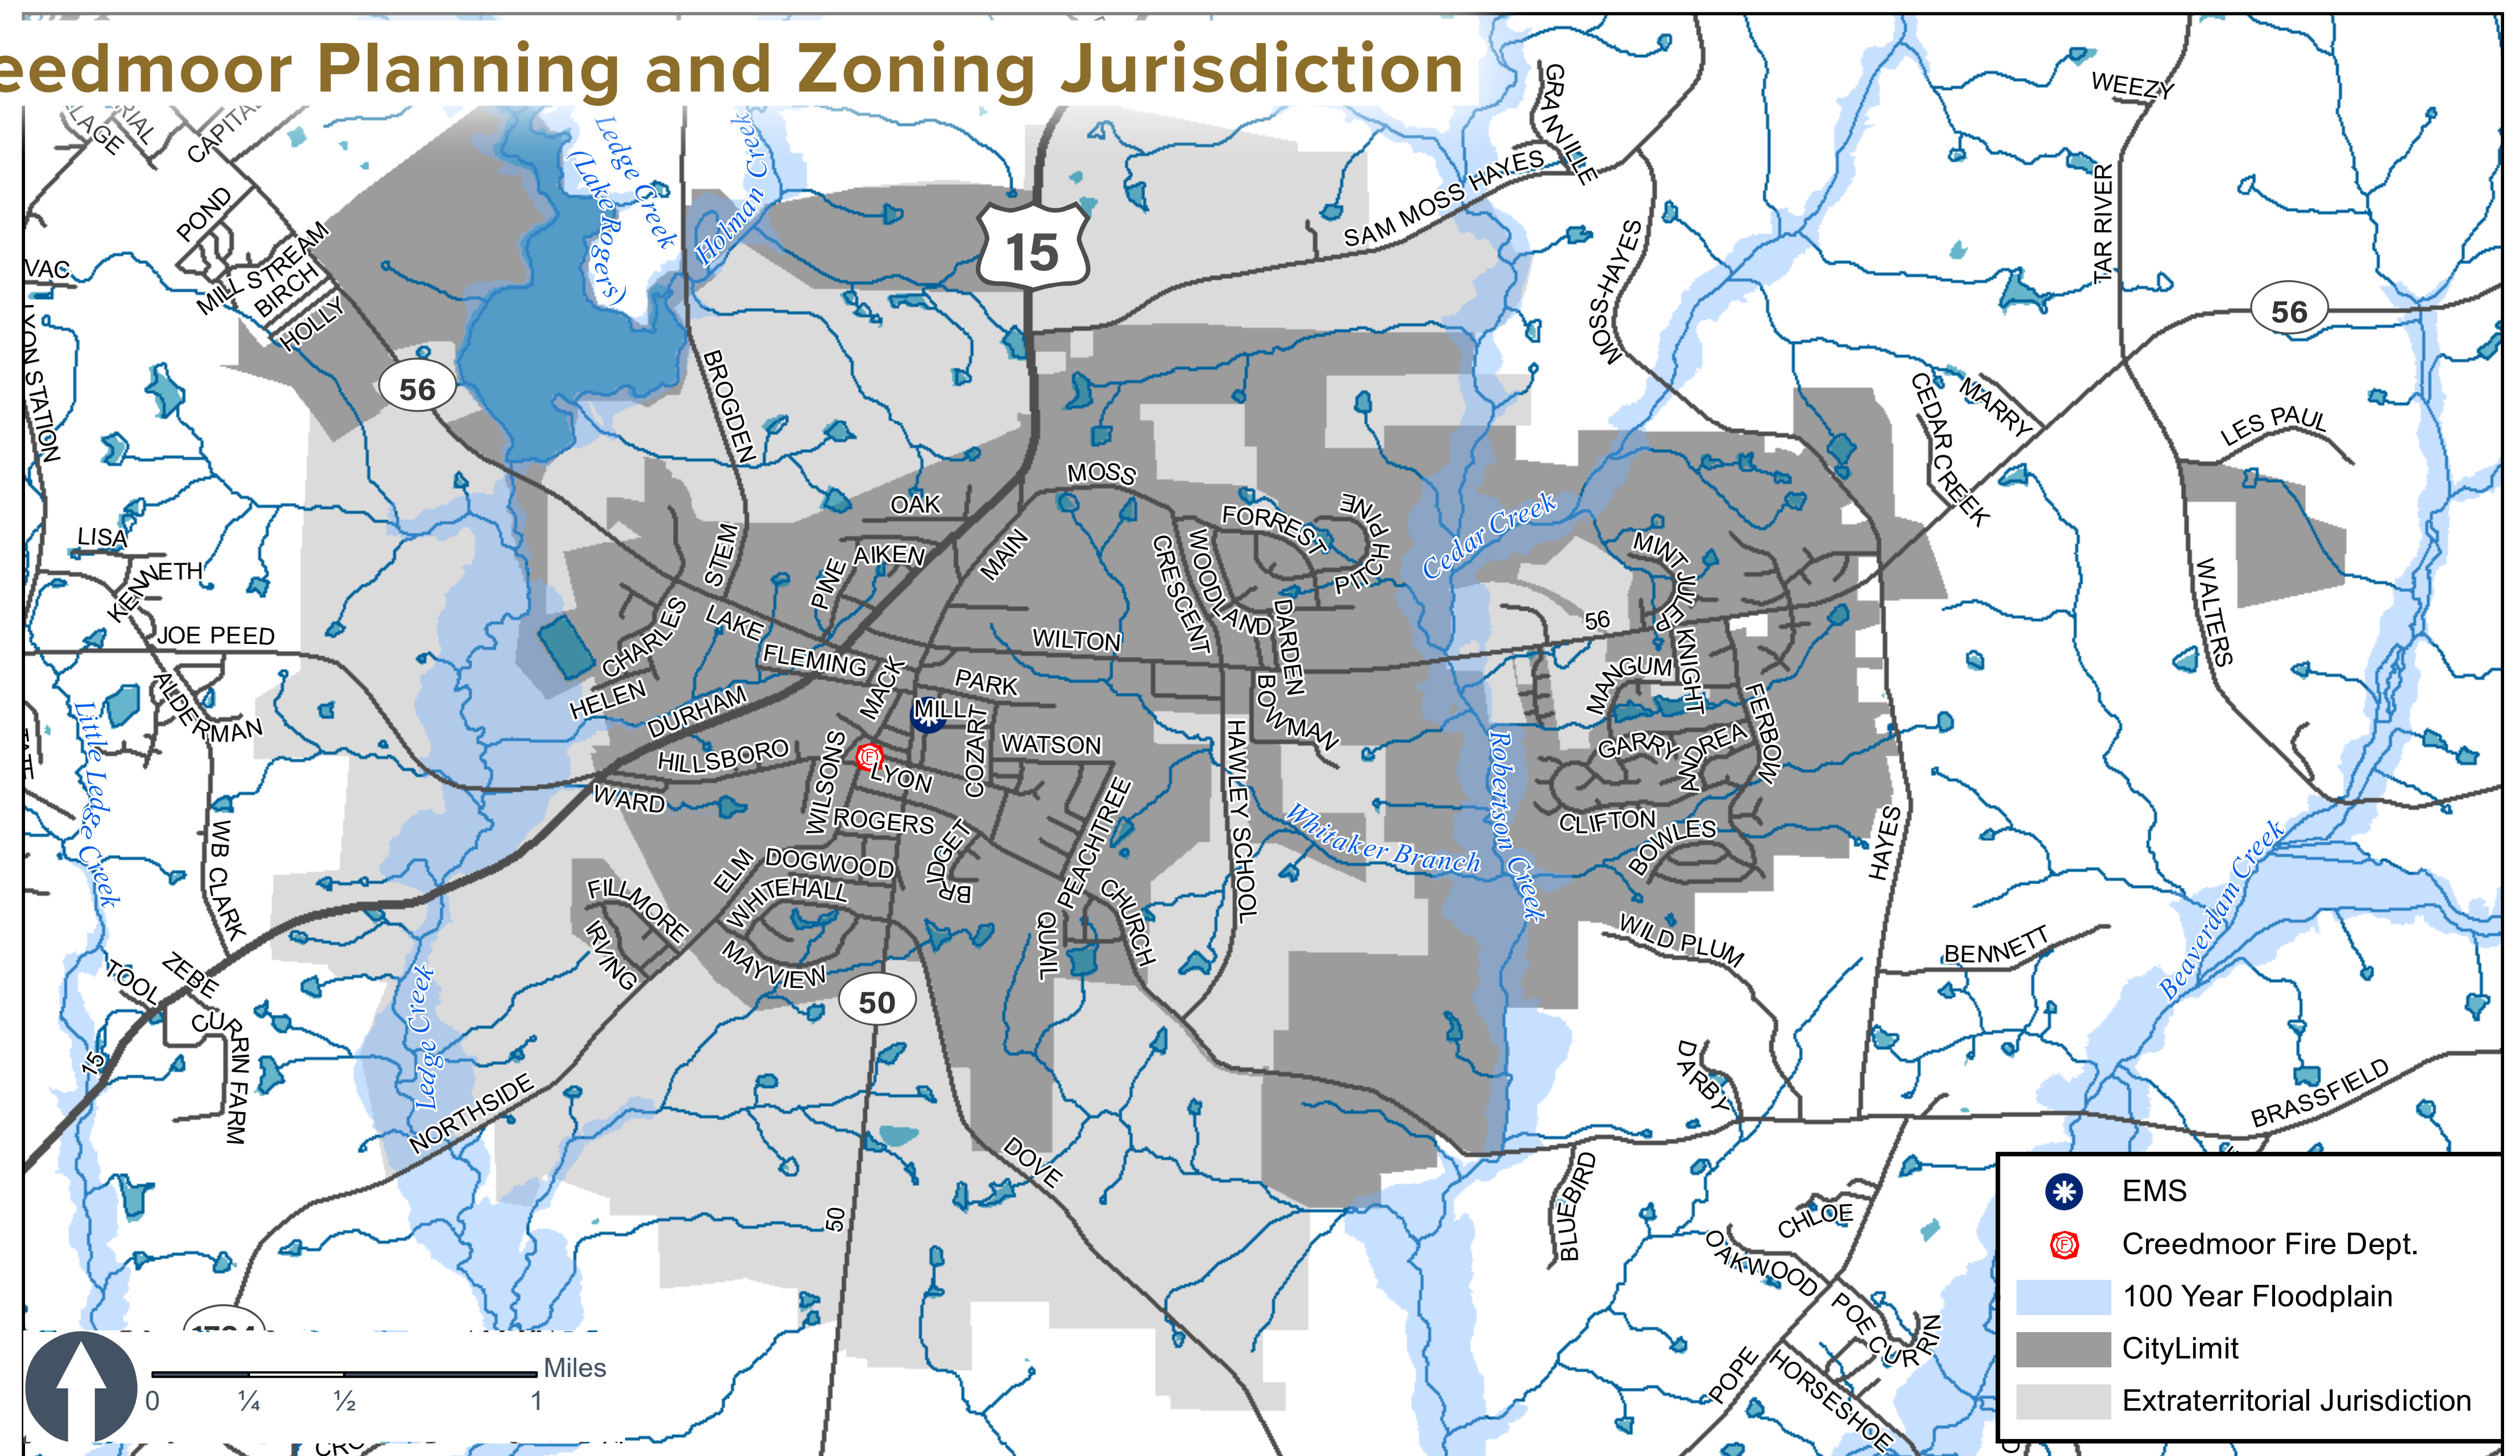 eedmoor Planning and Zoning Jurisdiction
LAGE
RIAL
CAPITA
POND
MILL STREAM
BIRCH
HOLLY
VAC
YON STATION
Ledge Creek
(Lake Rogers)
Holman Creek
15
GRANVILLE
SAM MOSS HAYES
MOSS-HAYES
WEEZY
TAR RIVER
56
56
BROGDEN
MARRY
CEDAR CREEK
LES PAUL
MOSS
OAK
AIKEN
PINE
MAIN
STEM
FORREST
PITCH PINE
CRESCENT
WOODLAND
DARDEN
Cedar Creek
MINT JULEP
56
LISA
KENNETH
JOE PEED
ALDERMAN
CHARLES
HELEN
LAKE
FLEMING
WILTON
MACK
PARK
DURHAM
MILL
BOWMAN
MANGUM
KNIGHT
FERBOW
WALTERS
Little Ledge Creek
HILLSBORO
WILSONS
LYON
COZART
WATSON
WARD
ROGERS
PEACHTREE
HAWLEY SCHOOL
Robertson Creek
GARRY
ANDREA
CLIFTON
BOWLES
HAYES
Whitaker Branch
WB CLARK
ELM
DOGWOOD
BRIDGET
FILLMORE
WHITEHALL
IRVING
MAYVIEW
QUAIL
CHURCH
WILD PLUM
BENNETT
Beaverdam Creek
TOOL
ZEBE
CURRIN FARM
15
Ledge Creek
50
NORTHSIDE
DARBY
BRASSFIELD
DOVE
50
BLUEBIRD
CHLOE
OAKWOOD
POE CURRIN
POPE
HORSESHOE
EMS
Creedmoor Fire Dept.
100 Year Floodplain
CityLimit
Extraterritorial Jurisdiction
Miles
0 ¼ ½ 1